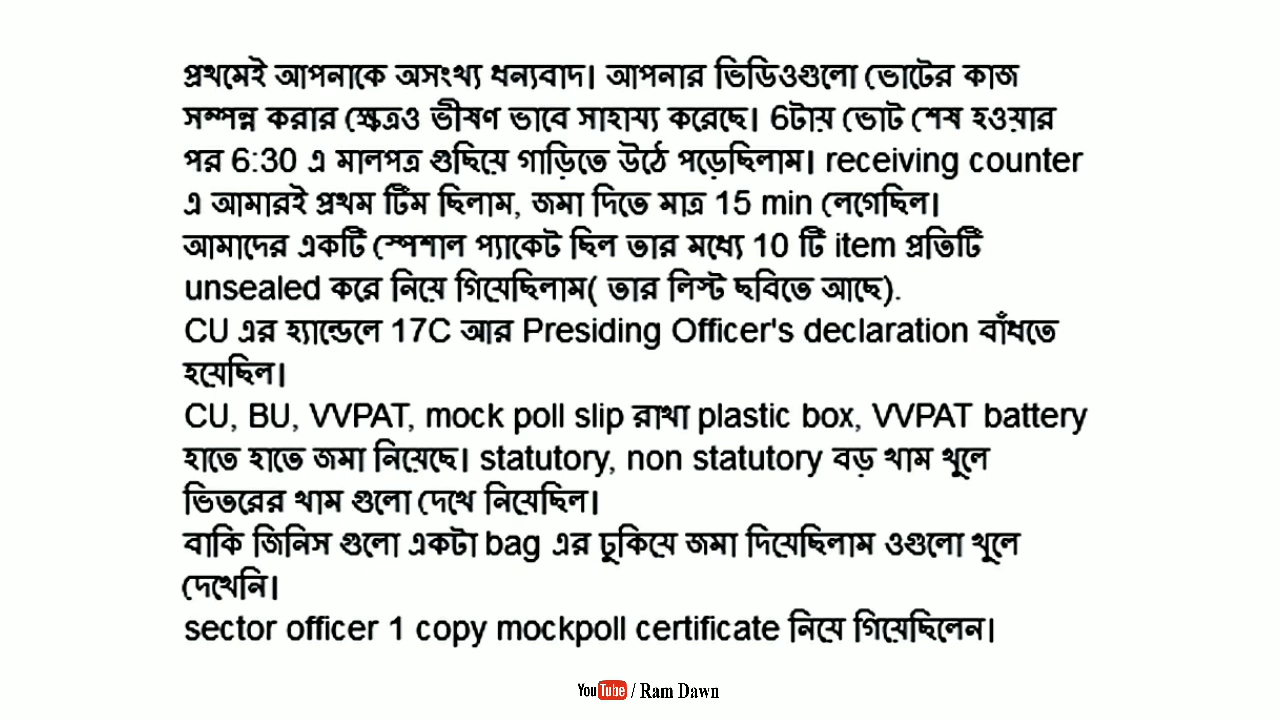 প্রথমেই আপনাকে অসংখ্য ধন্যবাদ। আপনার ভিডিওগুলো ভোটের কাজ
সম্পন্ন করার ক্ষেত্রও ভীষণ ভাবে সাহায্য করেছে। 6টায় ভোট শেষ হওয়ার
পর 6:30 এ মালপত্র গুছিয়ে গাড়িতে উঠে পড়েছিলাম। receiving counter
এ আমারই প্রথম টিম ছিলাম, জমা দিতে মাত্র 15 min লেগেছিল।
আমাদের একটি স্পেশাল প্যাকেট ছিল তার মধ্যে 10 টি item প্রতিটি
unsealed করে নিয়ে গিয়েছিলাম( তার লিস্ট ছবিতে আছে).
CU এর হ্যান্ডেলে 17C আর Presiding Officer's declaration বাঁধতে
হয়েছিল।
CU, BU, VVPAT, mock poll slip রাখা plastic box, VVPAT battery
হাতে হাতে জমা নিয়েছে। statutory, non statutory বড় খাম খুলে
ভিতরের খাম গুলো দেখে নিয়েছিল।
বাকি জিনিস গুলো একটা bag এর ঢুকিয়ে জমা দিয়েছিলাম ওগুলো খুলে
দেখেনি।
sector officer 1 copy mockpoll certificate নিয়ে গিয়েছিলেন।
YouTube / Ram Dawn